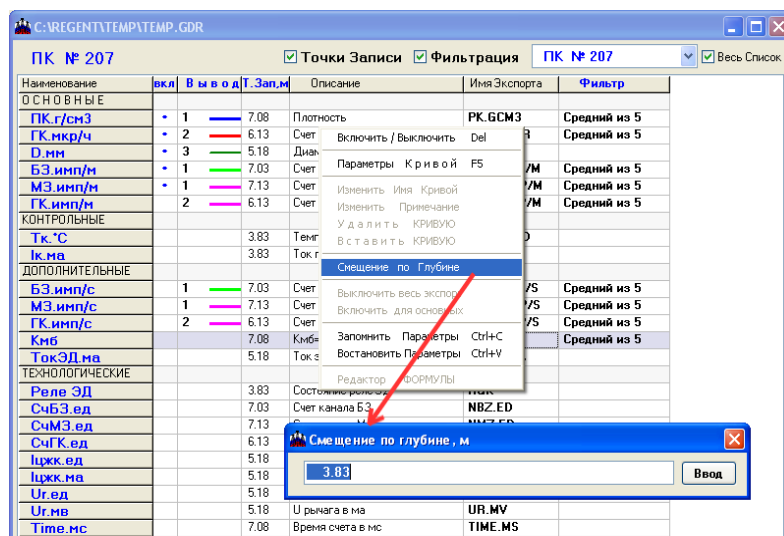 C:\REGENT\TEMP\TEMP.GDR
ПК № 207 Точки Записи Фильтрация ПК № 207 Весь Список
Наименование вкл В ы в о д Т.Зап,м Описание Имя Экспорта Фильтр
О С Н О В Н Ы Е
ПК.г/см3 • 1 7.08 Плотность PK.GCM3 Средний из 5
ГК.мкр/ч • 2 6.13 Счет Включить / Выключить Del R Средний из 5
D.мм • 3 5.18 Диам
БЗ.имп/м • 1 7.03 Счет Параметры К р и в о й F5 /M Средний из 5
МЗ.имп/м • 1 7.13 Счет Изменить Имя Кривой /M Средний из 5
ГК.имп/м 2 6.13 Счет Изменить Примечание /M Средний из 5
КОНТРОЛЬНЫЕ У д а л и т ь КРИВУЮ
Тк.°С 3.83 Темп В с т а в и т ь КРИВУЮ
Iк.ма 3.83 Ток г
ДОПОЛНИТЕЛЬНЫЕ Смещение по Глубине
БЗ.имп/с 1 7.03 Счет Выключить весь экспорт /S Средний из 5
МЗ.имп/с 1 7.13 Счет Включить для основных /S Средний из 5
ГК.имп/с 2 6.13 Счет /S Средний из 5
Кмб 7.08 Кмб= Запомнить Параметры Ctrl+C Средний из 5
ТокЭД.ма 5.18 Ток э Востановить Параметры Ctrl+V
ТЕХНОЛОГИЧЕСКИЕ Редактор ФОРМУЛЫ
Реле ЭД 3.83 Состояние реле
СчБЗ.ед 7.03 Счет канала БЗ NBZ.ED
СчМЗ.ед 7.13
СчГК.ед 6.13 Смещение по глубине , м
Iцжк.ед 5.18 3.83 Ввод
Iцжк.ма 5.18
Ur.ед 5.18
Ur.мв 5.18 U рычага в ма UR.MV
Time.мс 7.08 Время счета в мс TIME.MS